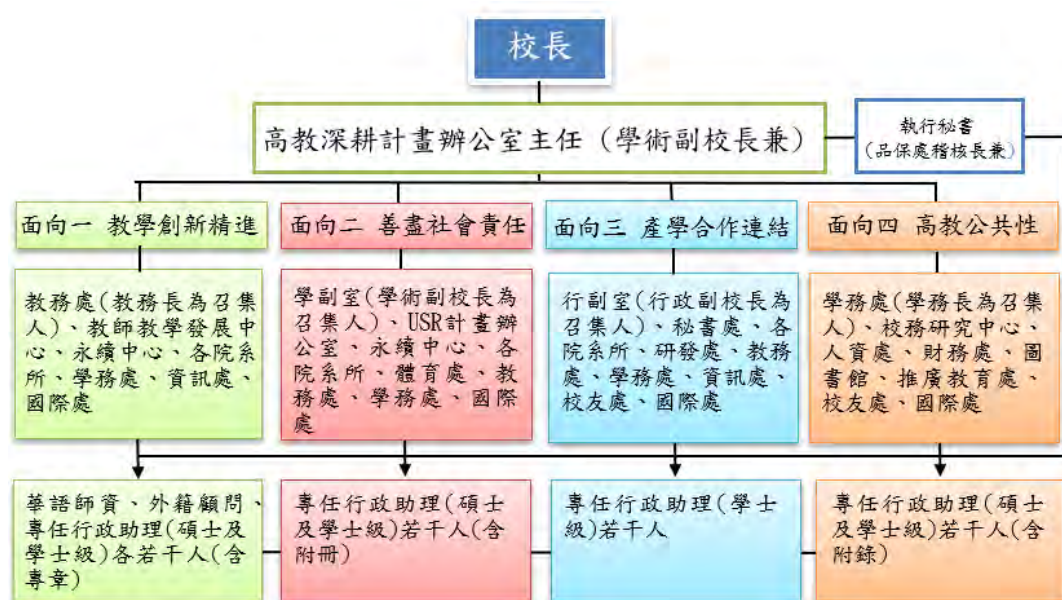 校長
高教深耕計畫辦公室主任（學術副校長兼）
執行秘書
(品保處稽核長兼)
面向一 教學創新精進
面向二 善盡社會責任
面向三 產學合作連結
面向四 高教公共性
教務處(教務長為召集
人)、教師教學發展中
心、永續中心、各院系
所、學務處、資訊處、
國際處
學副室(學術副校長為
召集人)、USR計畫辦
公室、永續中心、各
院系所、體育處、教
務處、學務處、國際
處
行副室(行政副校長為
召集人)、秘書處、各
院系所、研發處、教務
處、學務處、資訊處、
校友處、國際處
學務處(學務長為召集
人)、校務研究中心、
人資處、財務處、圖
書館、推廣教育處、
校友處、國際處
華語師資、外籍顧問、
專任行政助理(碩士及
學士級)各若干人(含
專章)
專任行政助理(碩士
及學士級)若干人(含
附冊)
專任行政助理(學士
級)若干人
專任行政助理(碩士
及學士級)若干人(含
附錄)